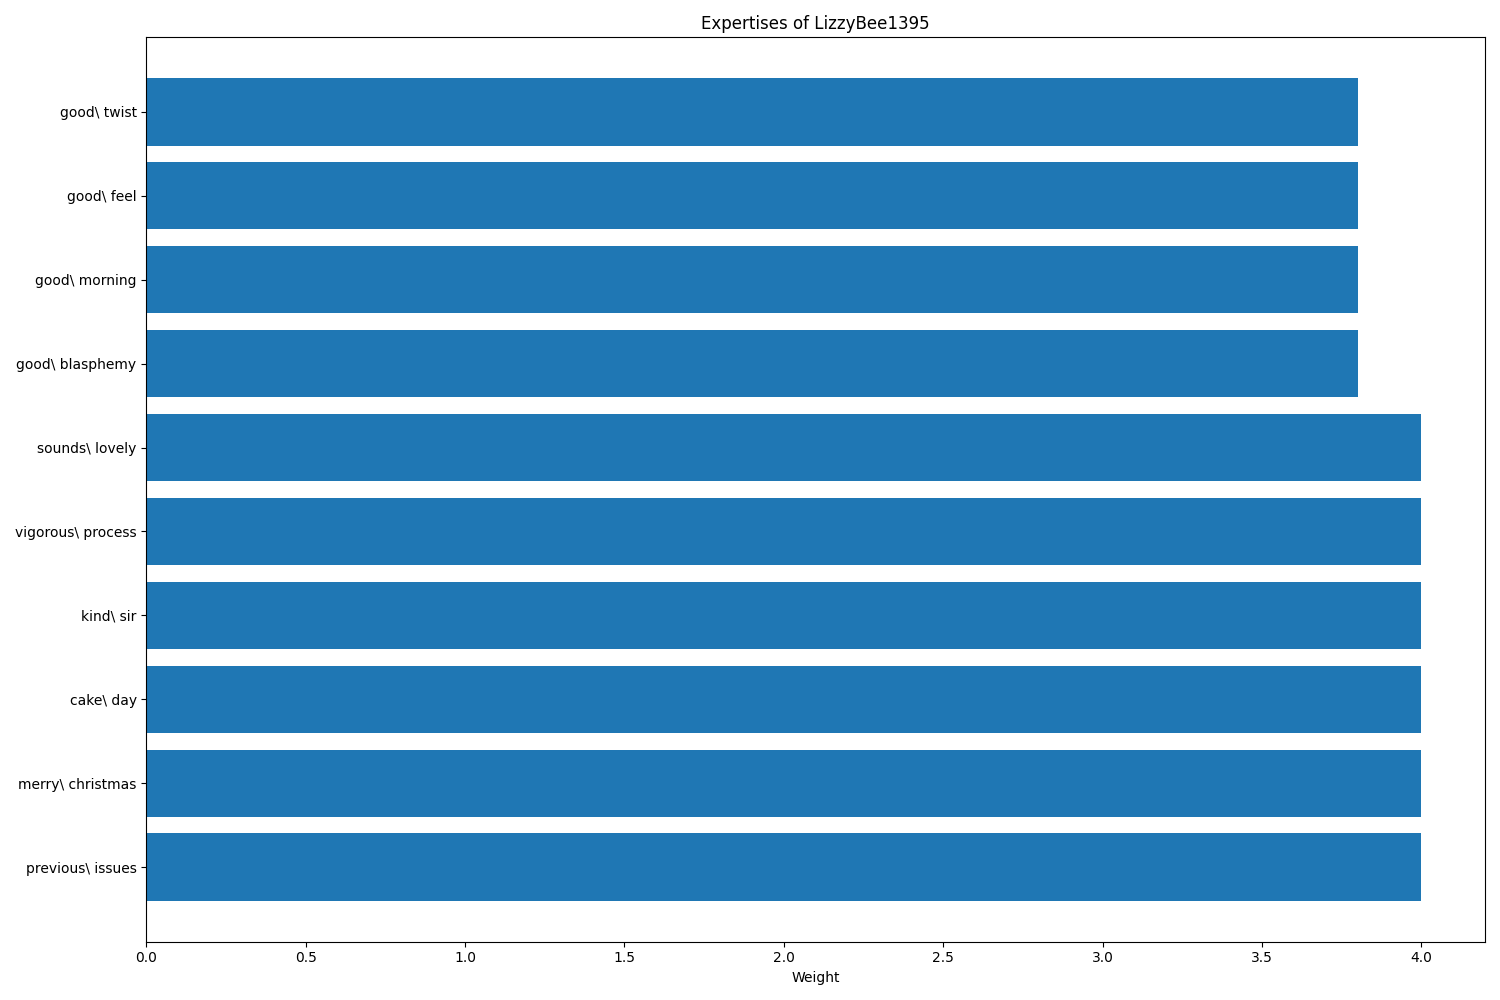 Expertises of LizzyBee1395
good\ twist
good\ feel
good\ morning
good\ blasphemy
sounds\ lovely
vigorous\ process
kind\ sir
cake\ day
merry\ christmas
previous\ issues
0.0 0.5 1.0 1.5 2.0 2.5 3.0 3.5 4.0
Weight